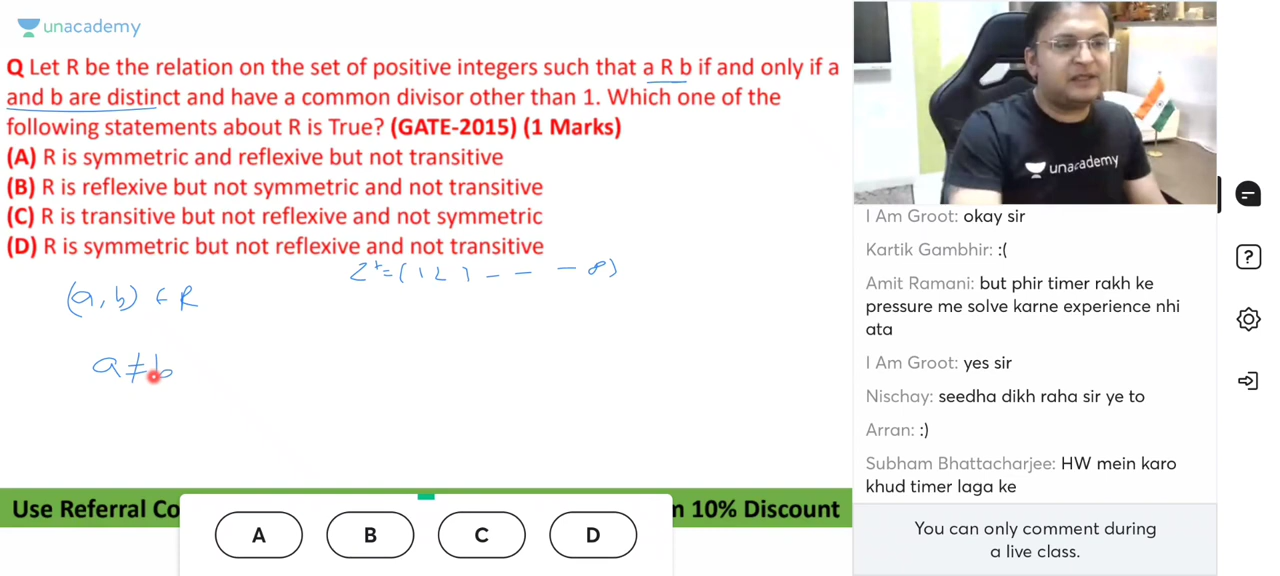 unacademy
Q Let R be the relation on the set of positive integers such that a R b if and only if a
and b are distinct and have a common divisor other than 1. Which one of the
following statements about R is True? (GATE-2015) (1 Marks)
(A) R is symmetric and reflexive but not transitive
(B) R is reflexive but not symmetric and not transitive
(C) R is transitive but not reflexive and not symmetric
(D) R is symmetric but not reflexive and not transitive
(a, b) ∈ R
a ≠ b
Use Referral Co
10% Discount
A
B
C
D
unacademy
I Am Groot: okay sir
Kartik Gambhir: :(
Amit Ramani: but phir timer rakh ke
pressure me solve karne experience nhi
ata
I Am Groot: yes sir
Nischay: seedha dikh raha sir ye to
Arran: :)
Subham Bhattacharjee: HW mein karo
khud timer laga ke
You can only comment during
a live class.